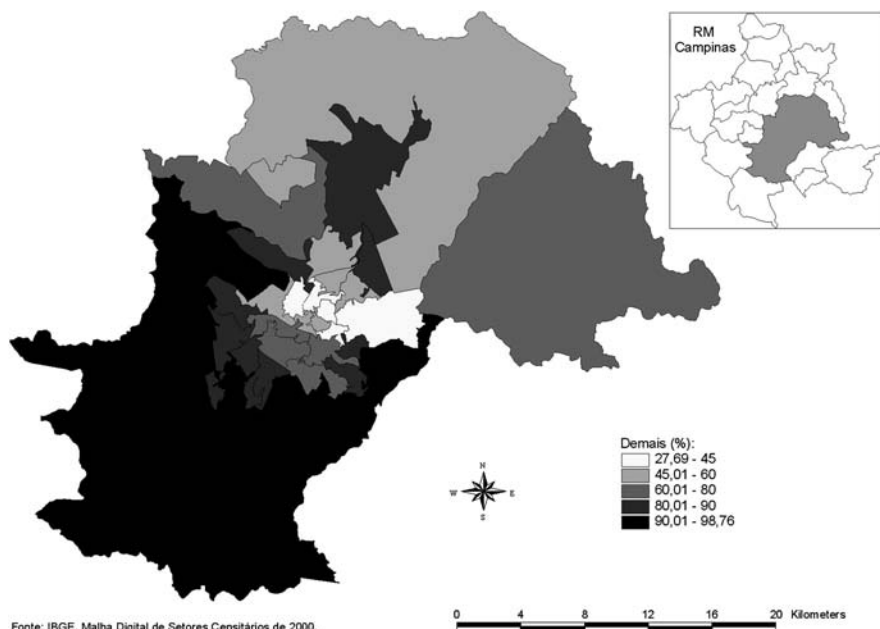 RM
Campinas
Demais (%):
27,69 - 45
45,01 - 60
60,01 - 80
80,01 - 90
90,01 - 98,76
N
W E
S
0 4 8 12 16 20 Kilometers
Fonte: IBGE. Malha Digital de Setores Censitários de 2000.